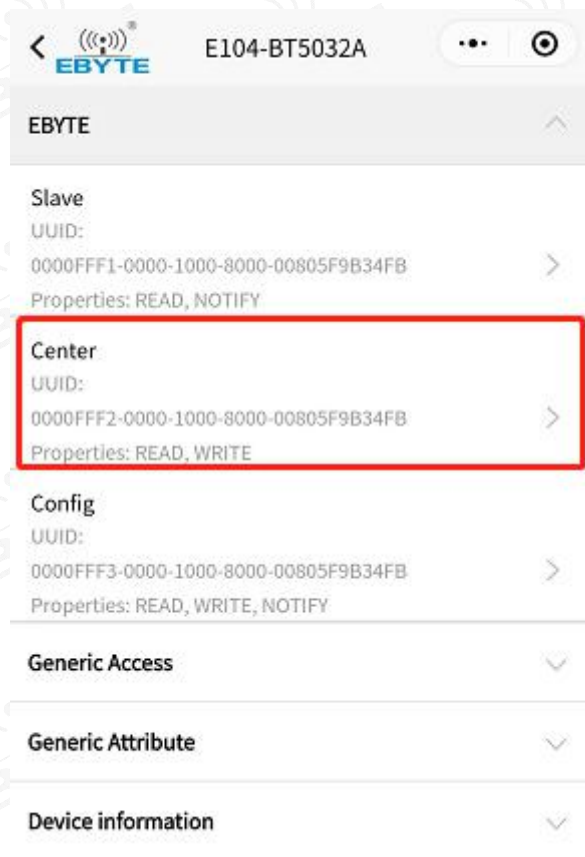 EBYTE
®
E104-BT5032A
EBYTE
Slave
UUID:
0000FFF1-0000-1000-8000-00805F9B34FB
Properties: READ, NOTIFY
Center
UUID:
0000FFF2-0000-1000-8000-00805F9B34FB
Properties: READ, WRITE
Config
UUID:
0000FFF3-0000-1000-8000-00805F9B34FB
Properties: READ, WRITE, NOTIFY
Generic Access
Generic Attribute
Device information